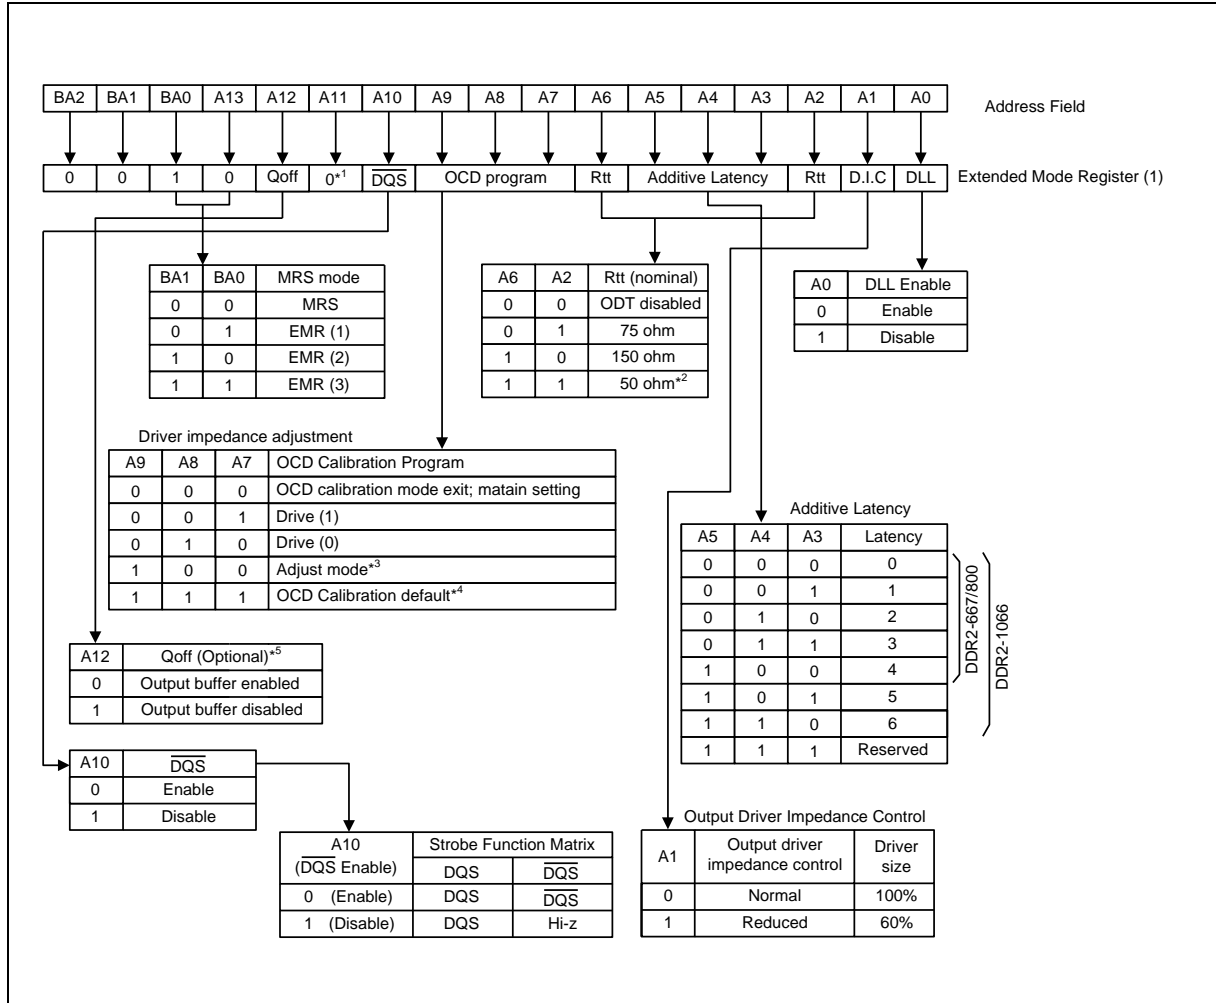 BA2 BA1 BA0 A13 A12 A11 A10 A9 A8 A7 A6 A5 A4 A3 A2 A1 A0
Address Field
0 0 1 0 Qoff 0*1 D̅Q̅S̅ OCD program Rtt Additive Latency Rtt D.I.C DLL
Extended Mode Register (1)
BA1 BA0 MRS mode
0 0 MRS
0 1 EMR (1)
1 0 EMR (2)
1 1 EMR (3)
A6 A2 Rtt (nominal)
0 0 ODT disabled
0 1 75 ohm
1 0 150 ohm
1 1 50 ohm*2
A0 DLL Enable
0 Enable
1 Disable
Driver impedance adjustment
A9 A8 A7 OCD Calibration Program
0 0 0 OCD calibration mode exit; matain setting
0 0 1 Drive (1)
0 1 0 Drive (0)
1 0 0 Adjust mode*3
1 1 1 OCD Calibration default*4
Additive Latency
A5 A4 A3 Latency
0 0 0 0
0 0 1 1
0 1 0 2
0 1 1 3
1 0 0 4
1 0 1 5
1 1 0 6
1 1 1 Reserved
DDR2-667/800
DDR2-1066
A12 Qoff (Optional)*5
0 Output buffer enabled
1 Output buffer disabled
A10 D̅Q̅S̅
0 Enable
1 Disable
A10
(D̅Q̅S̅ Enable)
Strobe Function Matrix
DQS D̅Q̅S̅
0 (Enable) DQS D̅Q̅S̅
1 (Disable) DQS Hi-z
Output Driver Impedance Control
A1
Output driver
impedance control
Driver
size
0 Normal 100%
1 Reduced 60%